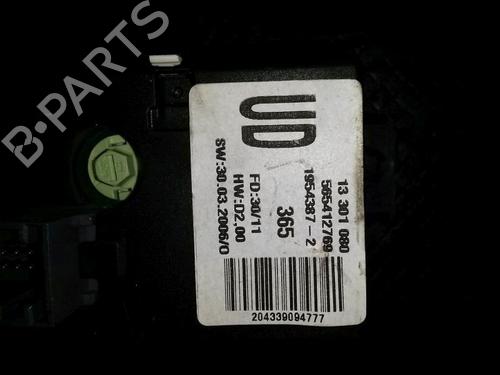 B-PARTS
UD
13 301 080
565412769
1954387-2
365
FD:30/11
HW:D2,00
SW:30.03.2006/0
204339094777